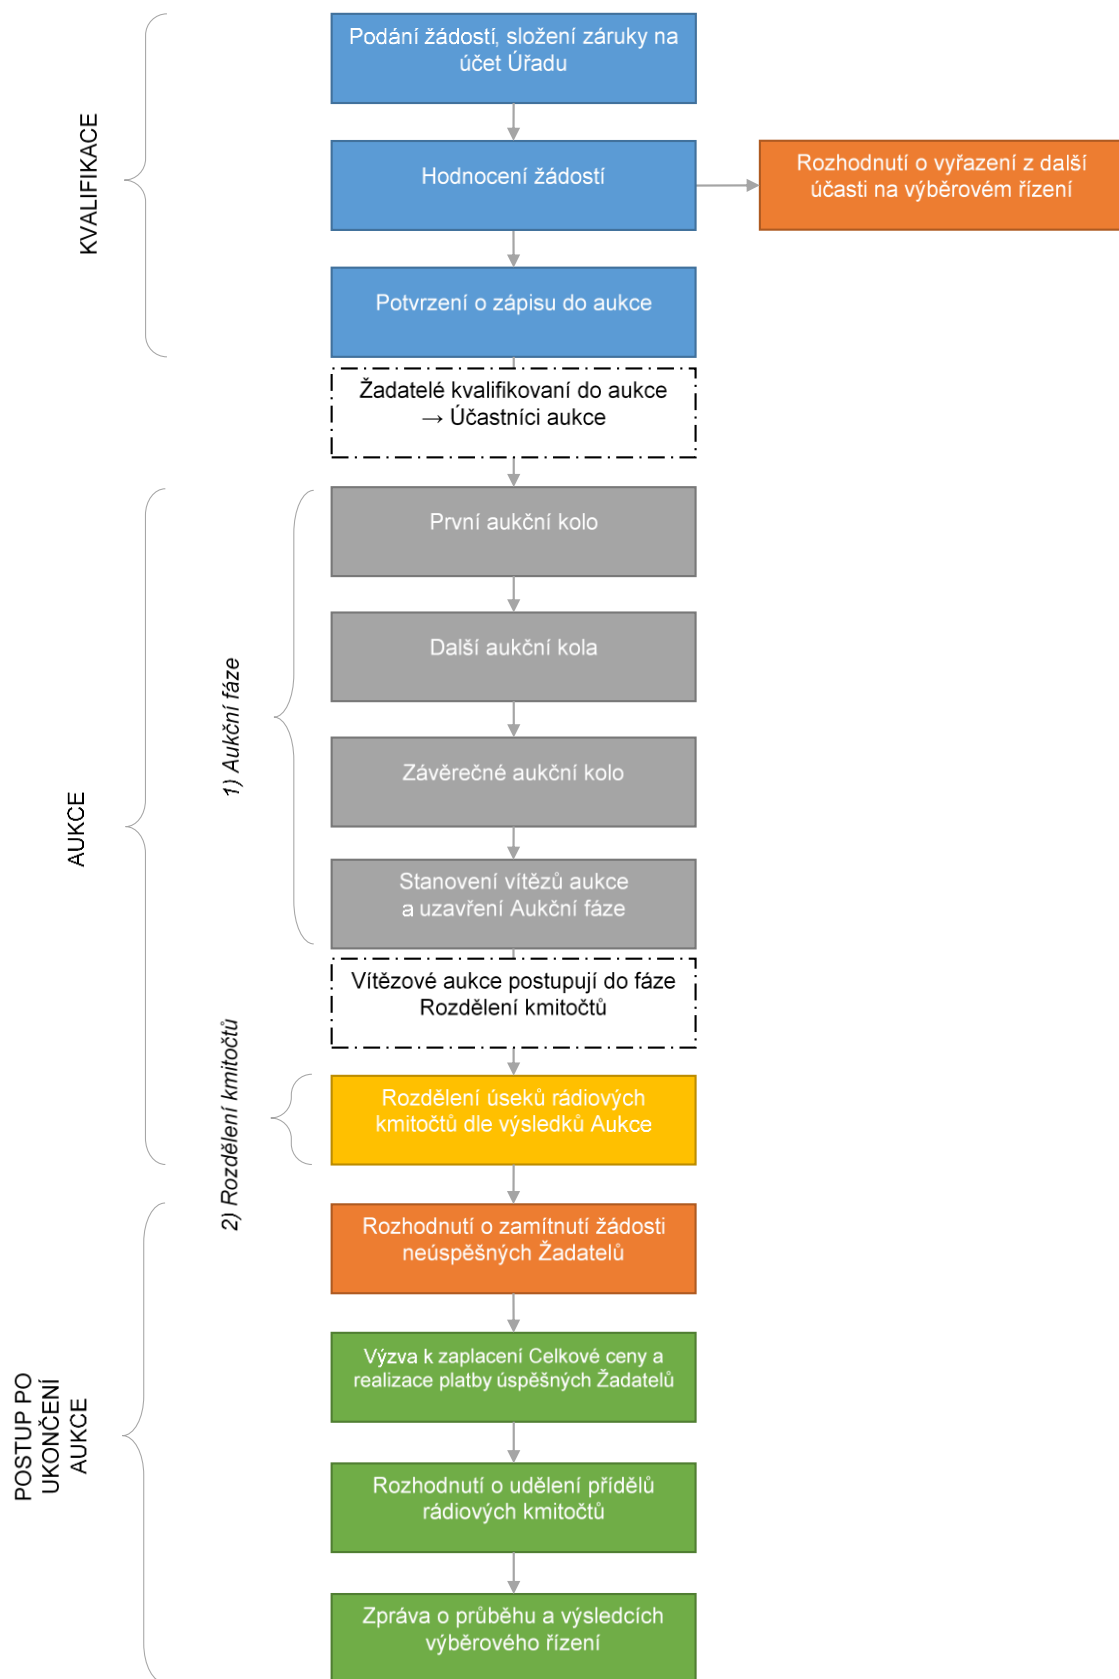 KVALIFIKACE
Podání žádostí, složení záruky na
účet Úřadu
Hodnocení žádostí
Rozhodnutí o vyřazení z další
účasti na výběrovém řízení
Potvrzení o zápisu do aukce
Žadatelé kvalifikovaní do aukce
→ Účastníci aukce
AUKCE
1) Aukční fáze
První aukční kolo
Další aukční kola
Závěrečné aukční kolo
Stanovení vítězů aukce
a uzavření Aukční fáze
Vítězové aukce postupují do fáze
Rozdělení kmitočtů
2) Rozdělení kmitočtů
Rozdělení úseků rádiových
kmitočtů dle výsledků Aukce
POSTUP PO
UKONČENÍ
AUKCE
Rozhodnutí o zamítnutí žádosti
neúspěšných Žadatelů
Výzva k zaplacení Celkové ceny a
realizace platby úspěšných Žadatelů
Rozhodnutí o udělení přídělů
rádiových kmitočtů
Zpráva o průběhu a výsledcích
výběrového řízení